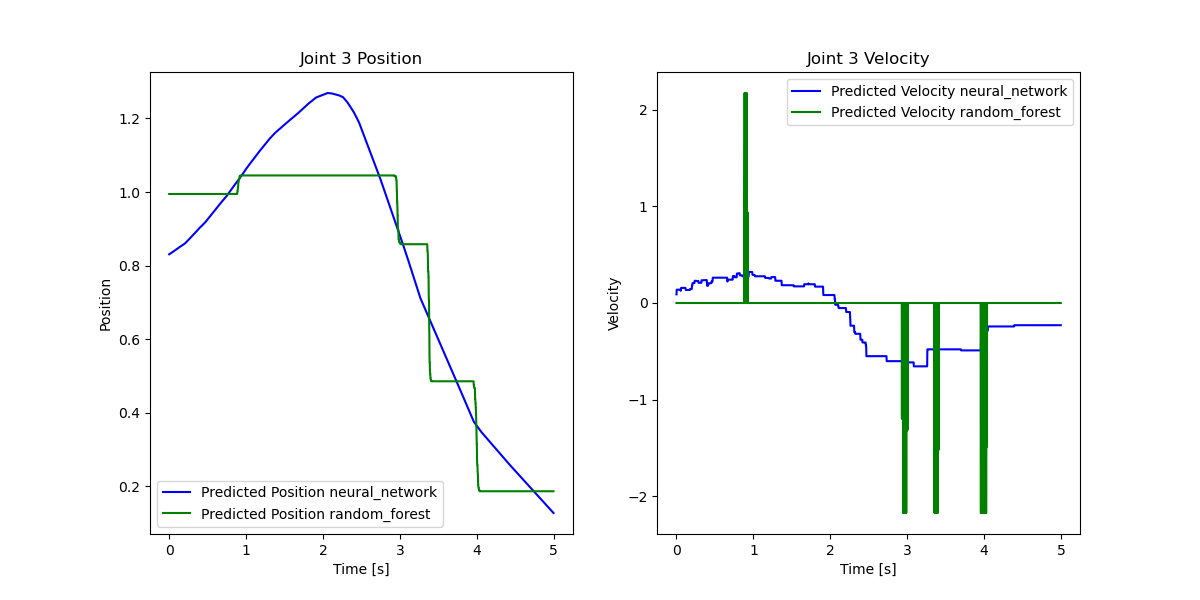 Joint 3 Position
1.2
1.0
0.8
0.6
0.4
0.2
Position
Predicted Position neural_network
Predicted Position random_forest
0 1 2 3 4 5
Time [s]
Joint 3 Velocity
Predicted Velocity neural_network
Predicted Velocity random_forest
2
1
0
−1
−2
Velocity
0 1 2 3 4 5
Time [s]